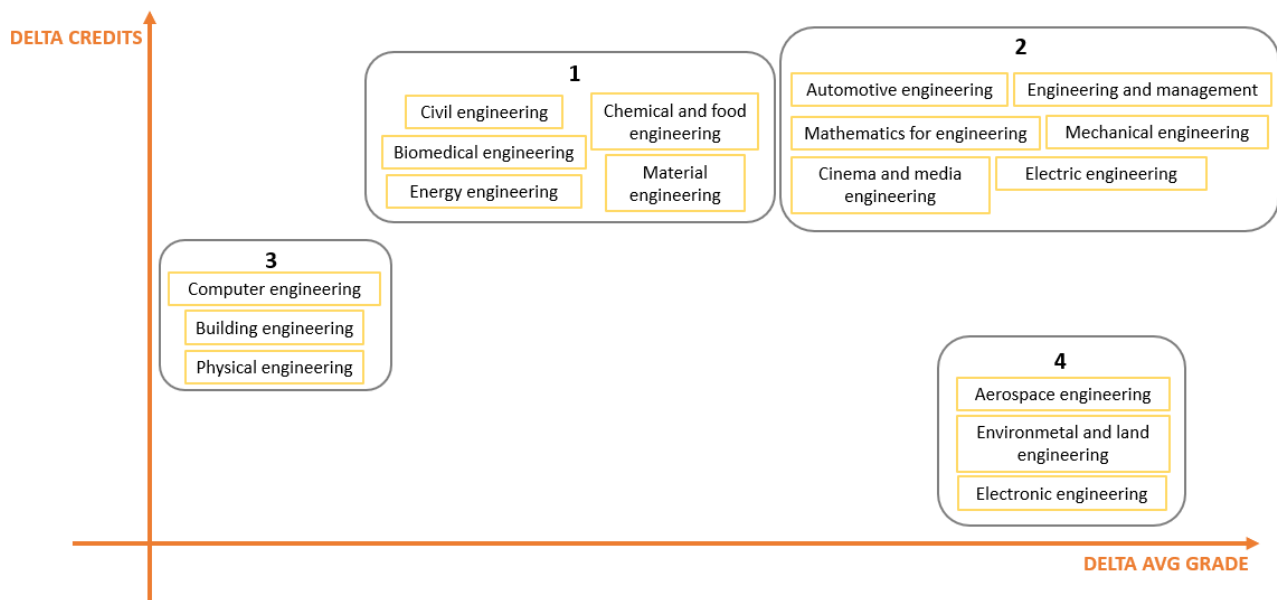 DELTA CREDITS
1
Civil engineering
Chemical and food
engineering
Biomedical engineering
Energy engineering
Material
engineering
2
Automotive engineering
Engineering and management
Mathematics for engineering
Mechanical engineering
Cinema and media
engineering
Electric engineering
3
Computer engineering
Building engineering
Physical engineering
4
Aerospace engineering
Environmetal and land
engineering
Electronic engineering
DELTA AVG GRADE